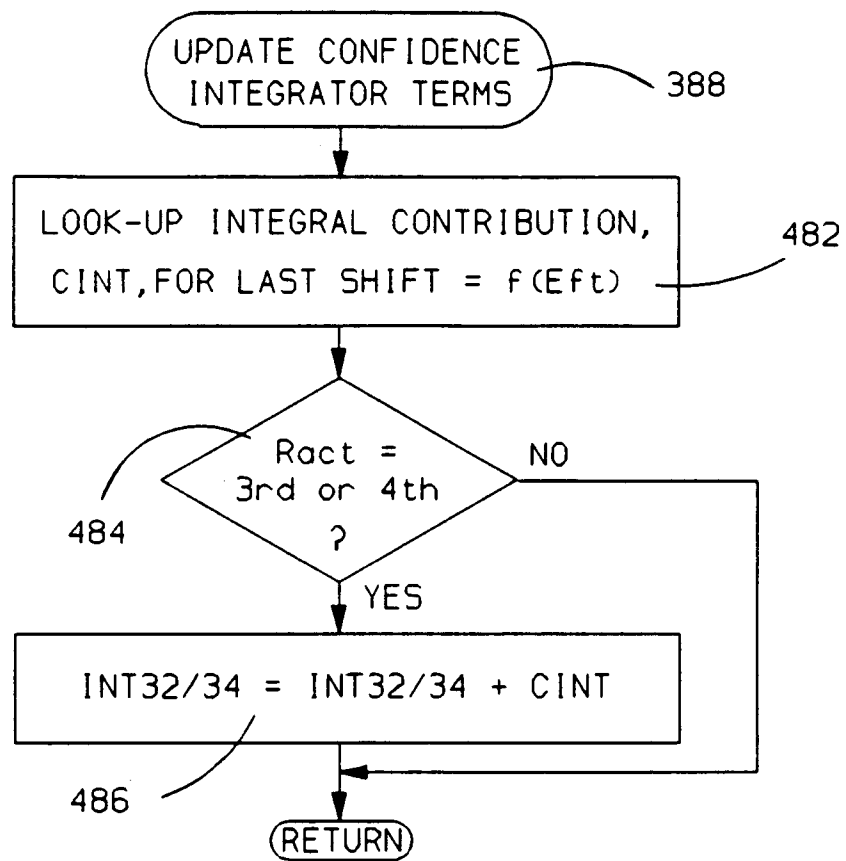 UPDATE CONFIDENCE
INTEGRATOR TERMS
388
LOOK-UP INTEGRAL CONTRIBUTION,
CINT,FOR LAST SHIFT = f(Eft)
482
Ract =
3rd or 4th
?
NO
484
YES
INT32/34 = INT32/34 + CINT
486
RETURN